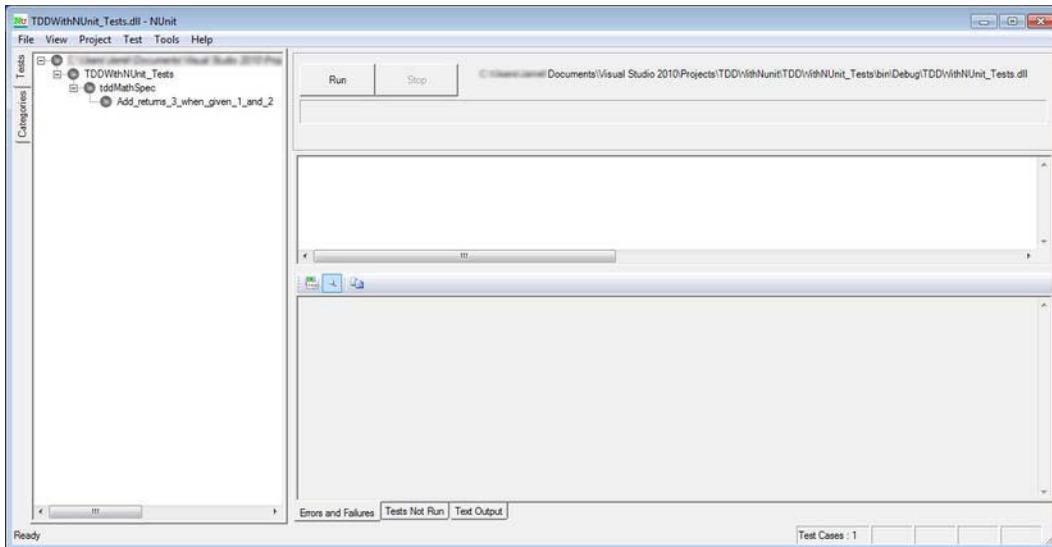 TDDWithNUnit_Tests.dll - NUnit
File View Project Test Tools Help
Tests
Categories
TDDWithNUnit_Tests
tddMathSpec
Add_returns_3_when_given_1_and_2
Run
Stop
Documents\Visual Studio 2010\Projects\TDDWithNunit\TDDWithNUnit_Tests\bin\Debug\TDDWithNUnit_Tests.dll
Errors and Failures
Tests Not Run
Text Output
Ready
Test Cases : 1